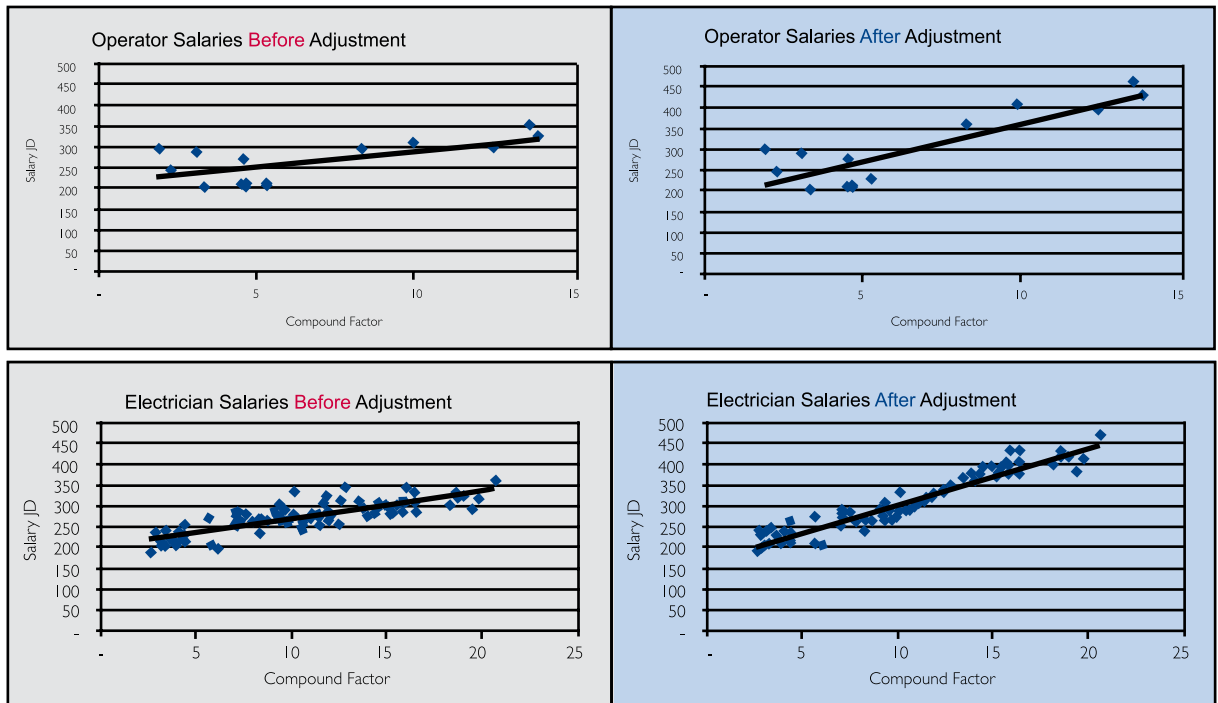 Operator Salaries Before Adjustment
500
450
400
350
300
250
200
150
100
50
-
Salary JD
- 5 10 15
Compound Factor
Operator Salaries After Adjustment
500
450
400
350
300
250
200
150
100
50
-
Salary JD
- 5 10 15
Compound Factor
Electrician Salaries Before Adjustment
500
450
400
350
300
250
200
150
100
50
-
Salary JD
- 5 10 15 20 25
Compound Factor
Electrician Salaries After Adjustment
500
450
400
350
300
250
200
150
100
50
-
Salary JD
- 5 10 15 20 25
Compound Factor